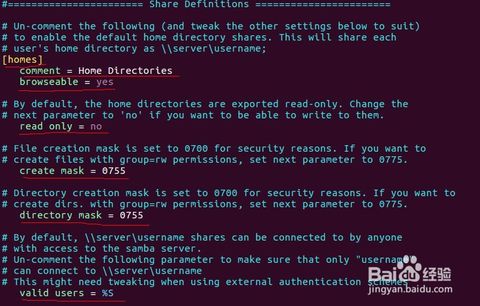 #======================= Share Definitions =======================
# Un-comment the following (and tweak the other settings below to suit)
# to enable the default home directory shares. This will share each
# user's home directory as \\server\username;
[homes]
comment = Home Directories
browseable = yes
# By default, the home directories are exported read-only. Change the
# next parameter to 'no' if you want to be able to write to them.
read only = no
# File creation mask is set to 0700 for security reasons. If you want to
# create files with group=rw permissions, set next parameter to 0775.
create mask = 0755
# Directory creation mask is set to 0700 for security reasons. If you want to
# create dirs. with group=rw permissions, set next parameter to 0775.
directory mask = 0755
# By default, \\server\username shares can be connected to by anyone
# with access to the samba server.
# Un-comment the following parameter to make sure that only "username
# can connect to \\server\username
# This might need tweaking when using external authentication schemes
valid users = %S
Bai 经验
jingyan.baidu.com